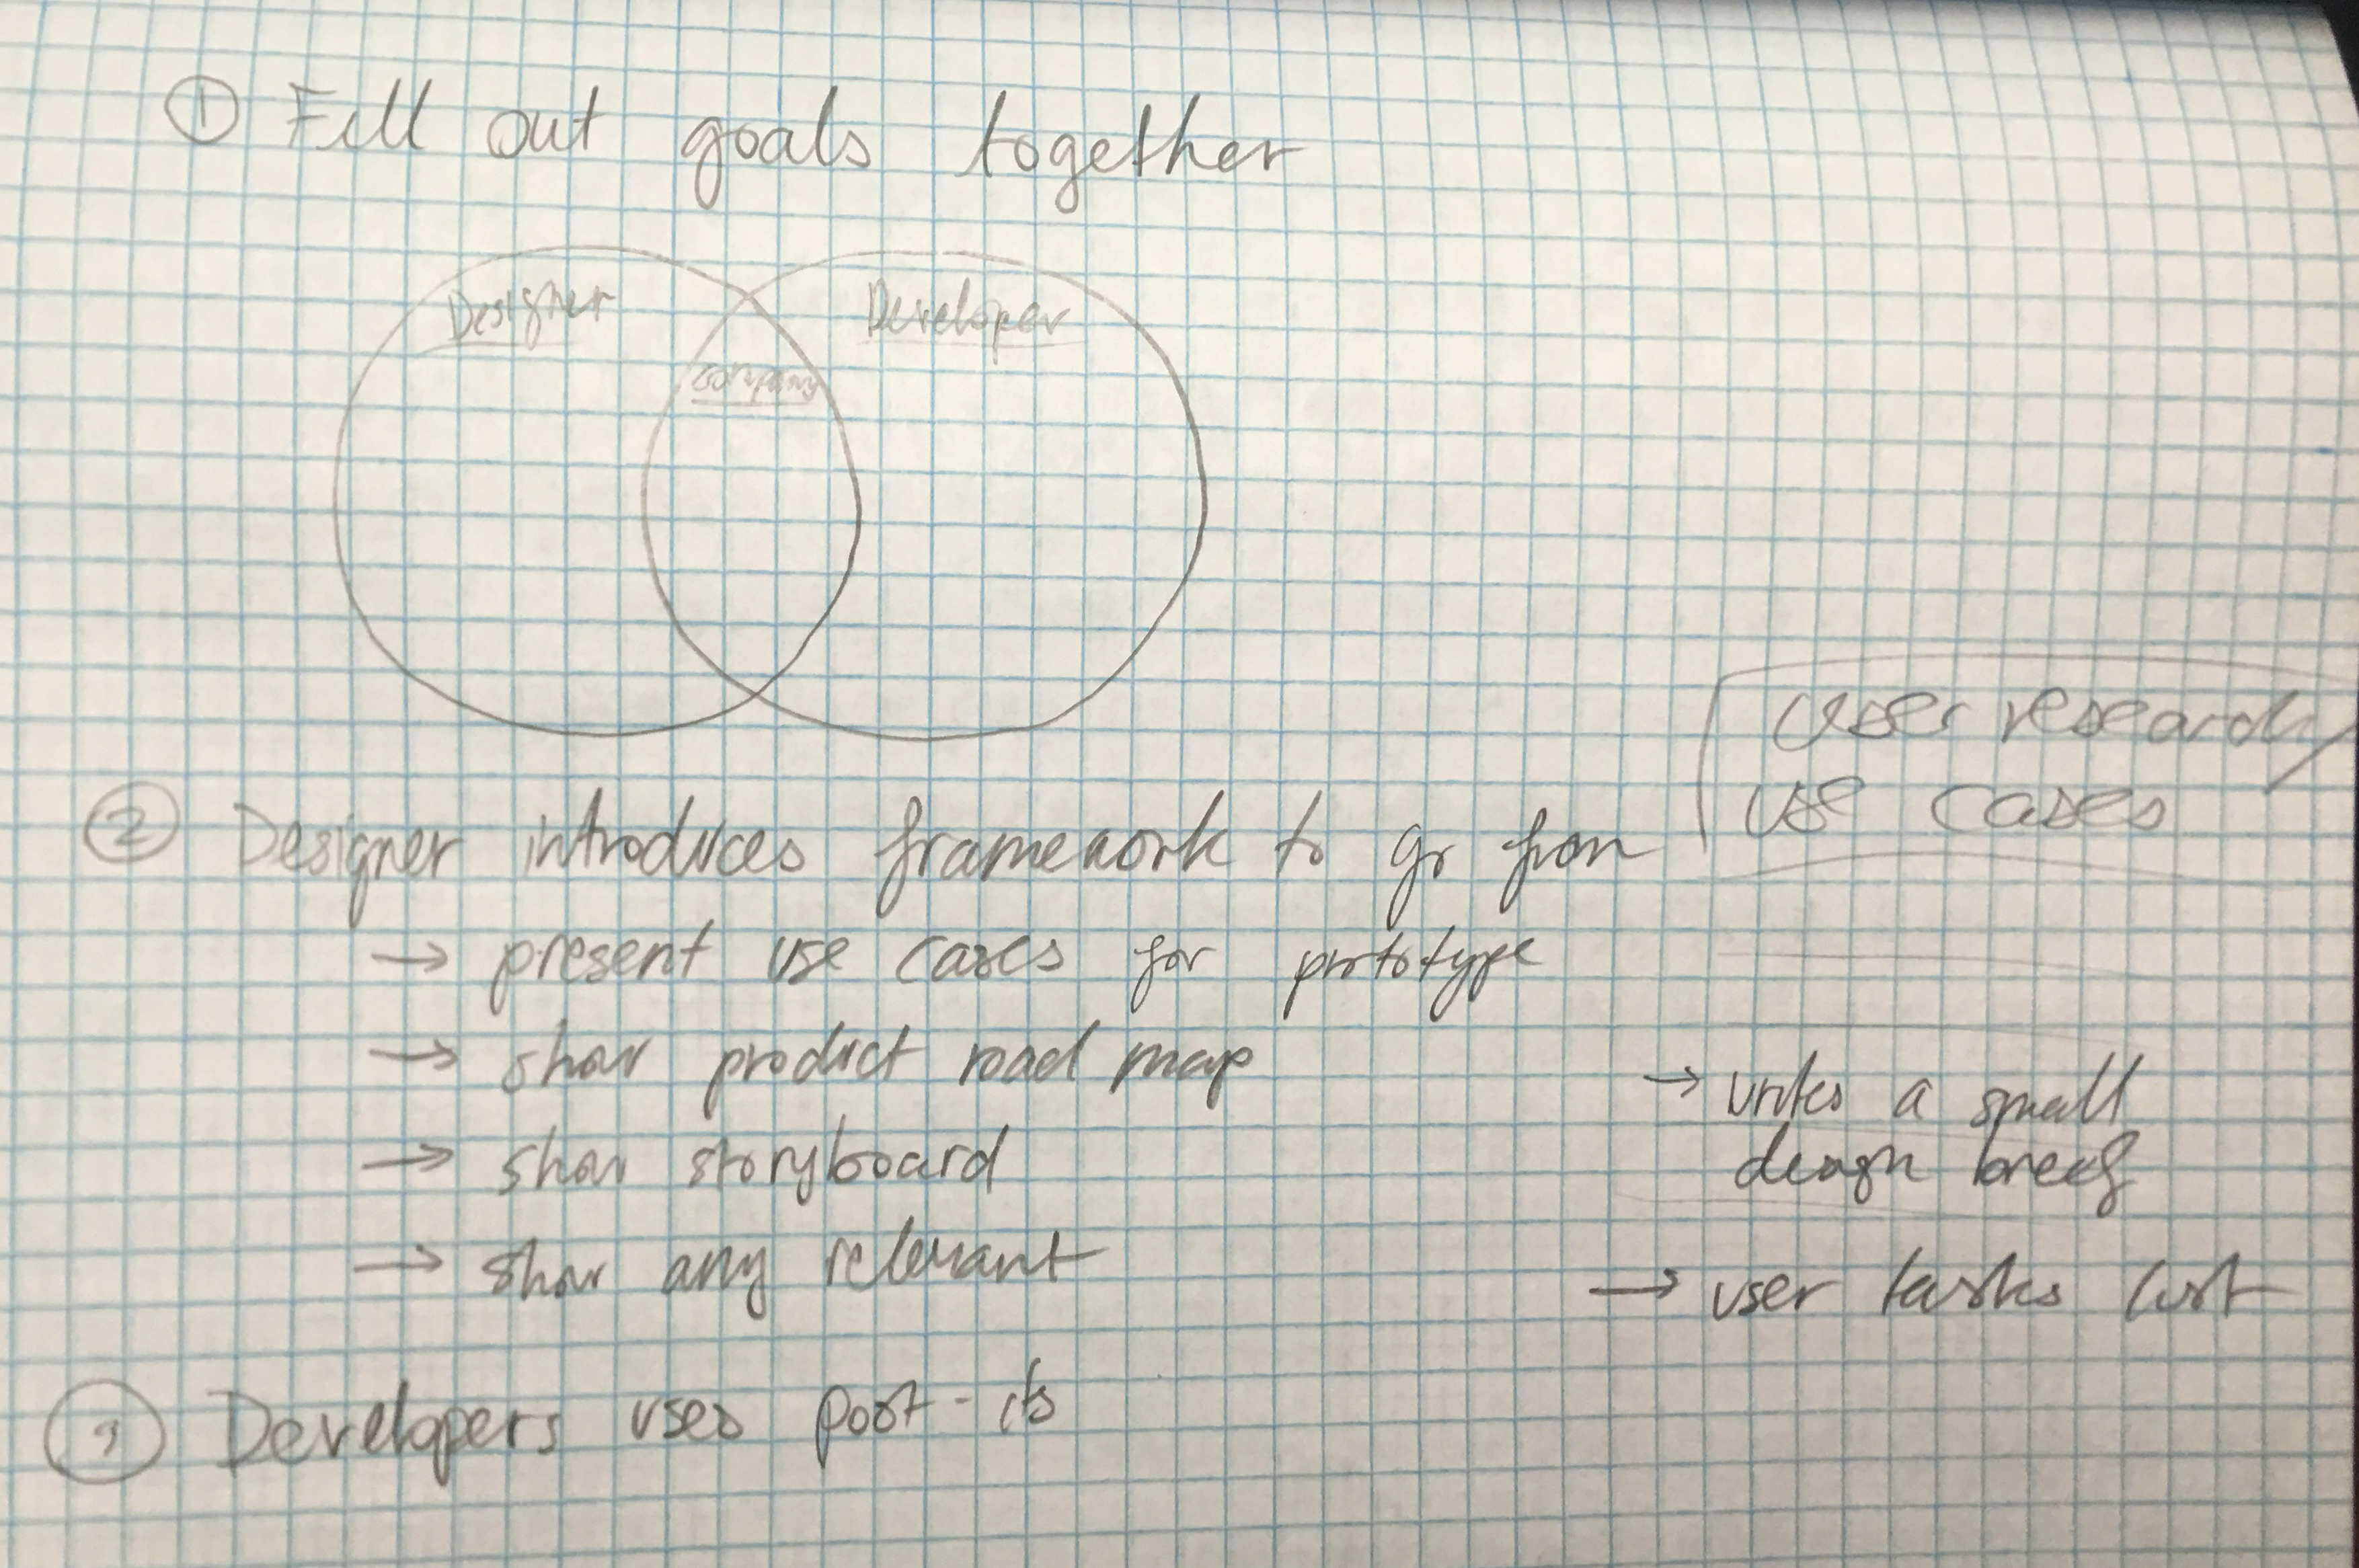 ① Fill out goals together
Designer
Developer
company
User research
use cases
② Designer introduces framework to go from
→ present use cases for prototype
→ show product road map
→ show storyboard
→ show any relevant
→ writes a small
design breef
→ user tasks list
③ Developers uses post-its